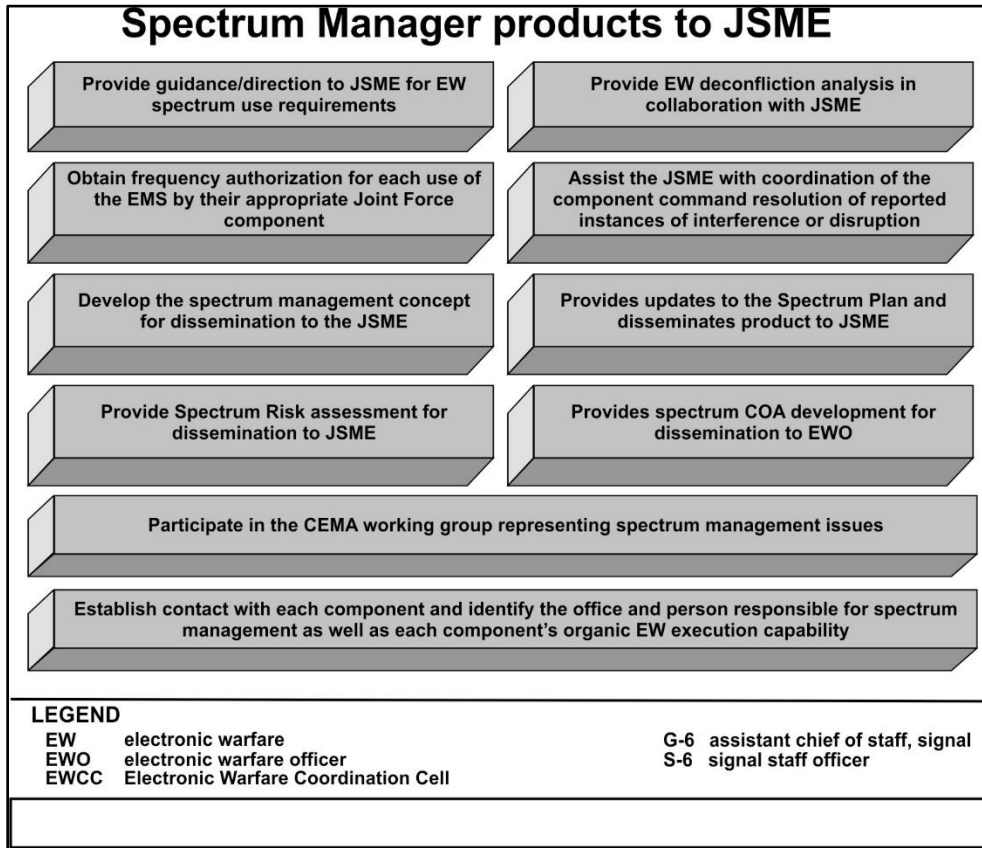 Spectrum Manager products to JSME
Provide guidance/direction to JSME for EW
spectrum use requirements
Provide EW deconfliction analysis in
collaboration with JSME
Obtain frequency authorization for each use of
the EMS by their appropriate Joint Force
component
Assist the JSME with coordination of the
component command resolution of reported
instances of interference or disruption
Develop the spectrum management concept
for dissemination to the JSME
Provides updates to the Spectrum Plan and
disseminates product to JSME
Provide Spectrum Risk assessment for
dissemination to JSME
Provides spectrum COA development for
dissemination to EWO
Participate in the CEMA working group representing spectrum management issues
Establish contact with each component and identify the office and person responsible for spectrum
management as well as each component’s organic EW execution capability
LEGEND
EW electronic warfare
EWO electronic warfare officer
EWCC Electronic Warfare Coordination Cell
G-6 assistant chief of staff, signal
S-6 signal staff officer